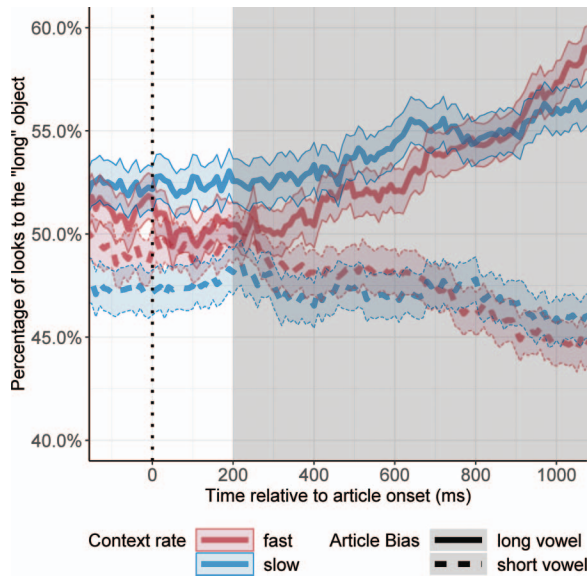 Percentage of looks to the "long" object
60.0%
55.0%
50.0%
45.0%
40.0%
0 200 400 600 800 1000
Time relative to article onset (ms)
Context rate fast Article Bias long vowel
slow short vowel